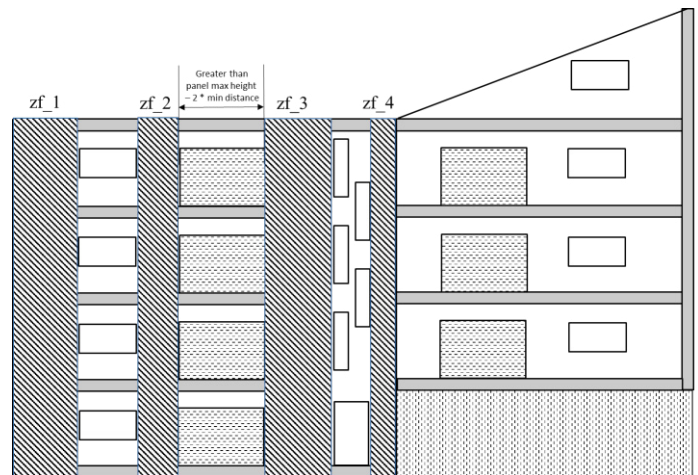 Greater than
panel max height
– 2 * min distance
zf_1
zf_2
zf_3
zf_4